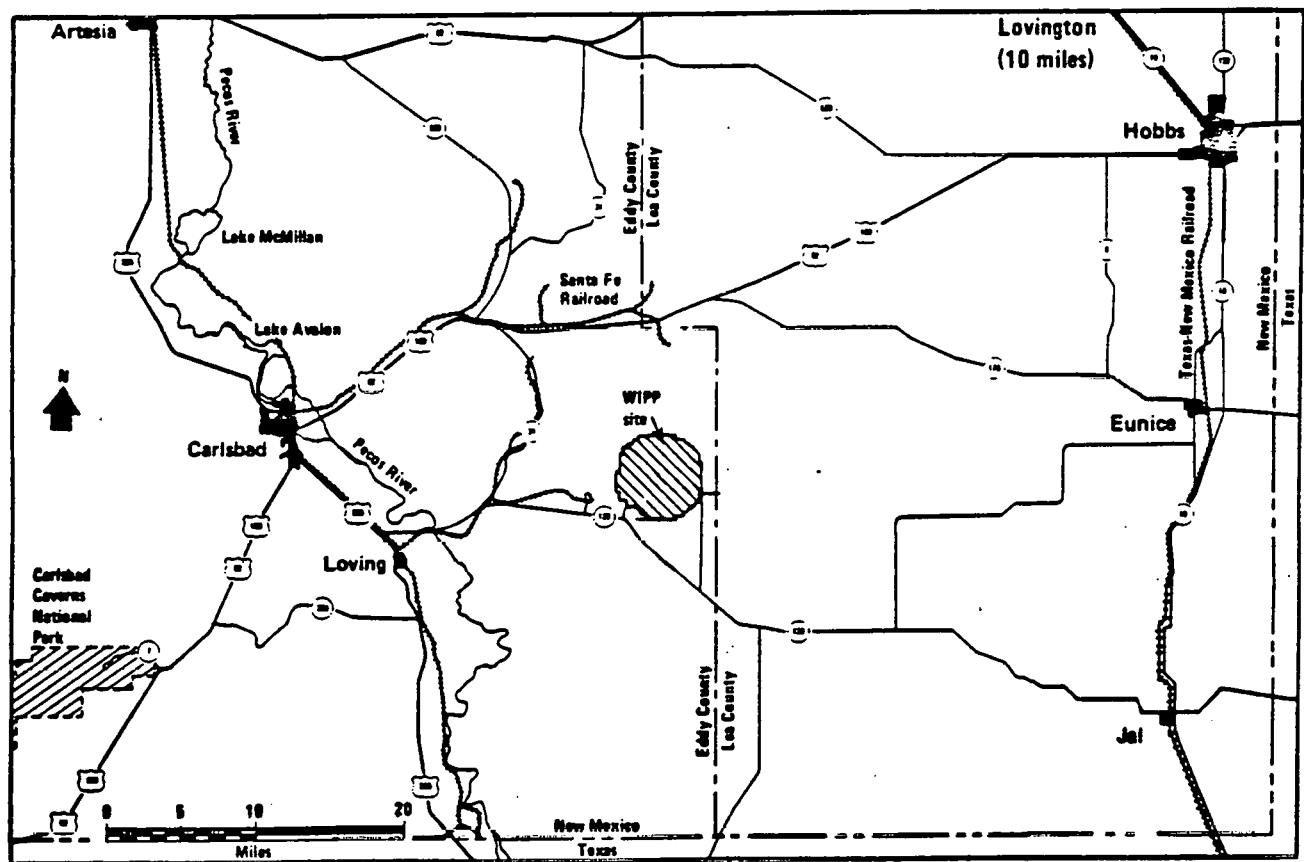 Artesia
Pecos River
Lovington
(10 miles)
Hobbs
Eddy County
Lea County
Lake McMillan
Santa Fe
Railroad
Lake Avalon
Texas-New Mexico Railroad
New Mexico
Texas
N
WIPP
site
Eunice
Carlsbad
Pecos River
Loving
Carlsbad
Caverns
National
Park
Eddy County
Lea County
Jal
0 5 10 20
Miles
New Mexico
Texas